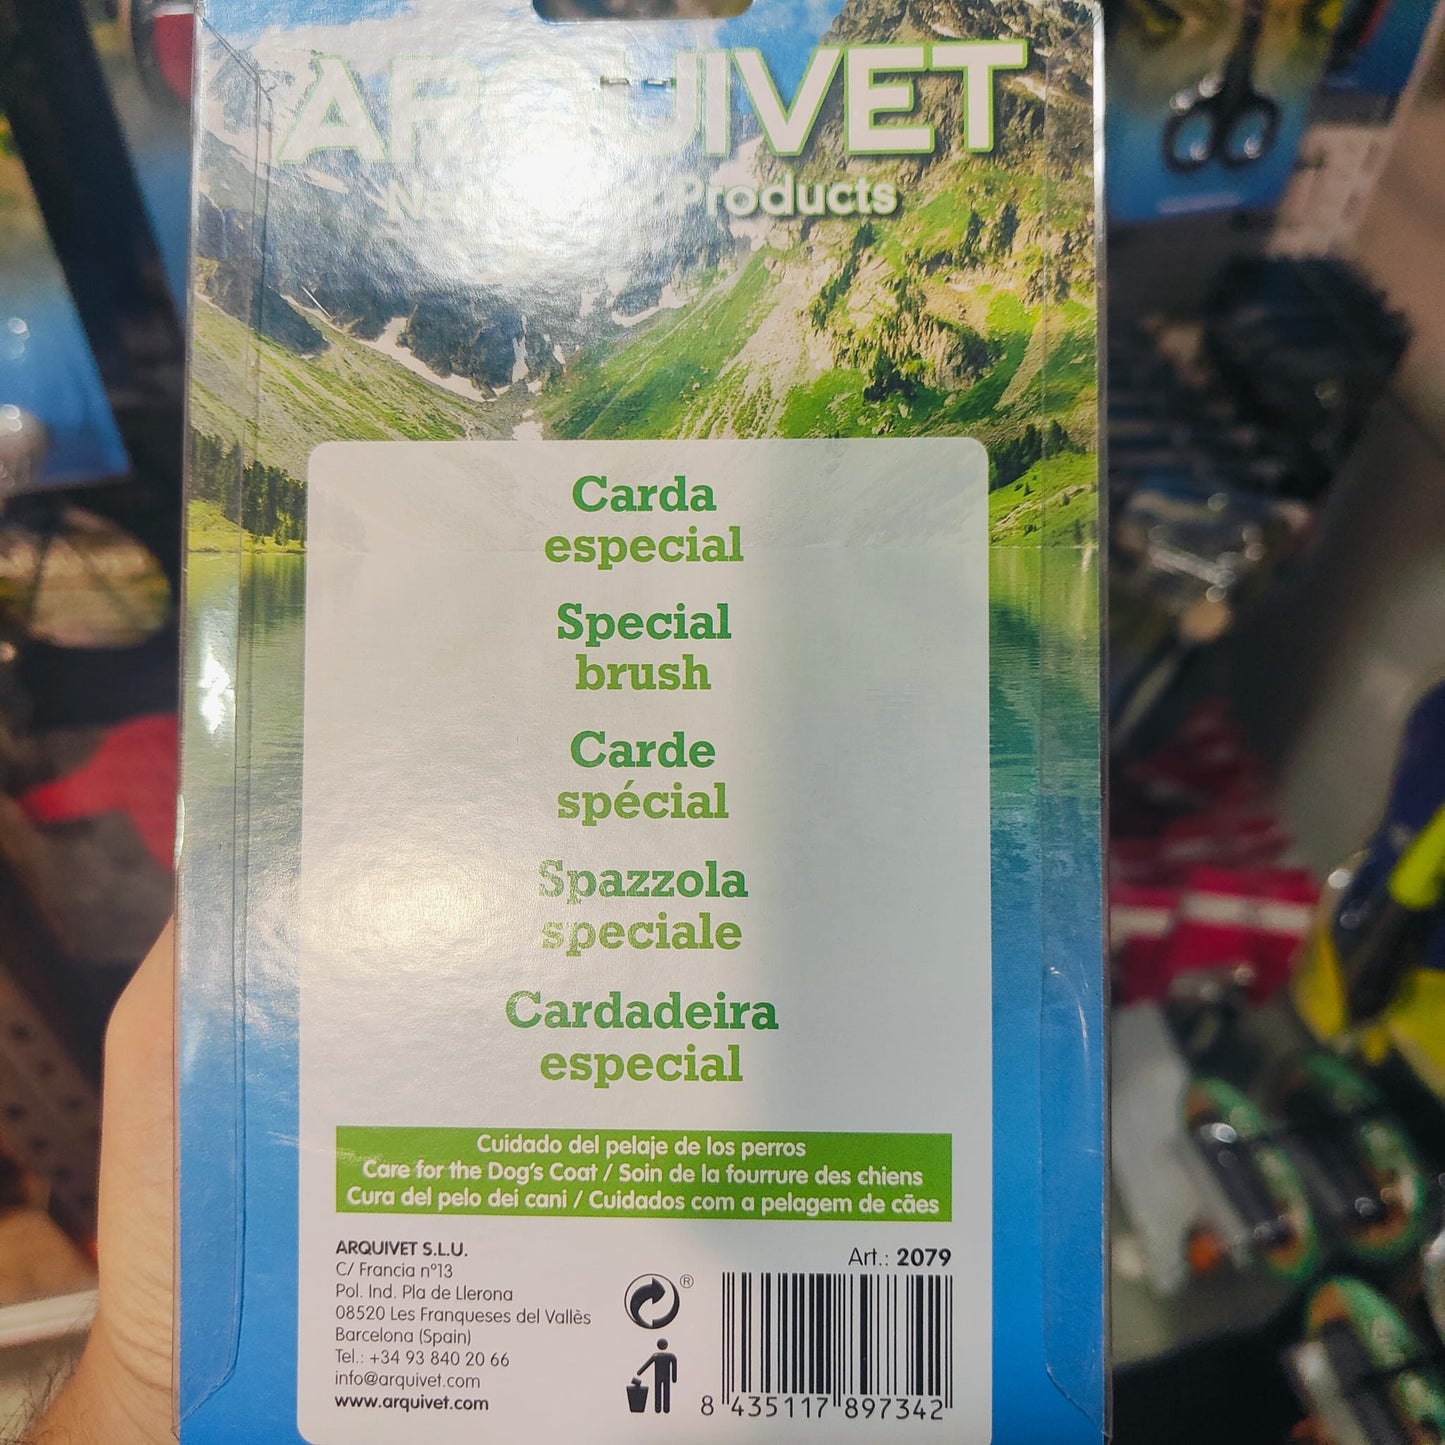 ARQUIVET
Products
Carda
especial
Special
brush
Carde
spécial
Spazzola
speciale
Cardadeira
especial
Cuidado del pelaje de los perros
Care for the Dog's Coat / Soin de la fourrure des chiens
Cura del pelo dei cani / Cuidados com a pelagem de cães
ARQUIVET S.L.U.
C/ Francia nº13
Pol. Ind. Pla de Llerona
08520 Les Franqueses del Vallès
Barcelona (Spain)
Tel.: +34 93 840 20 66
info@arquivet.com
www.arquivet.com
Art.: 2079
®
8 435117 897342